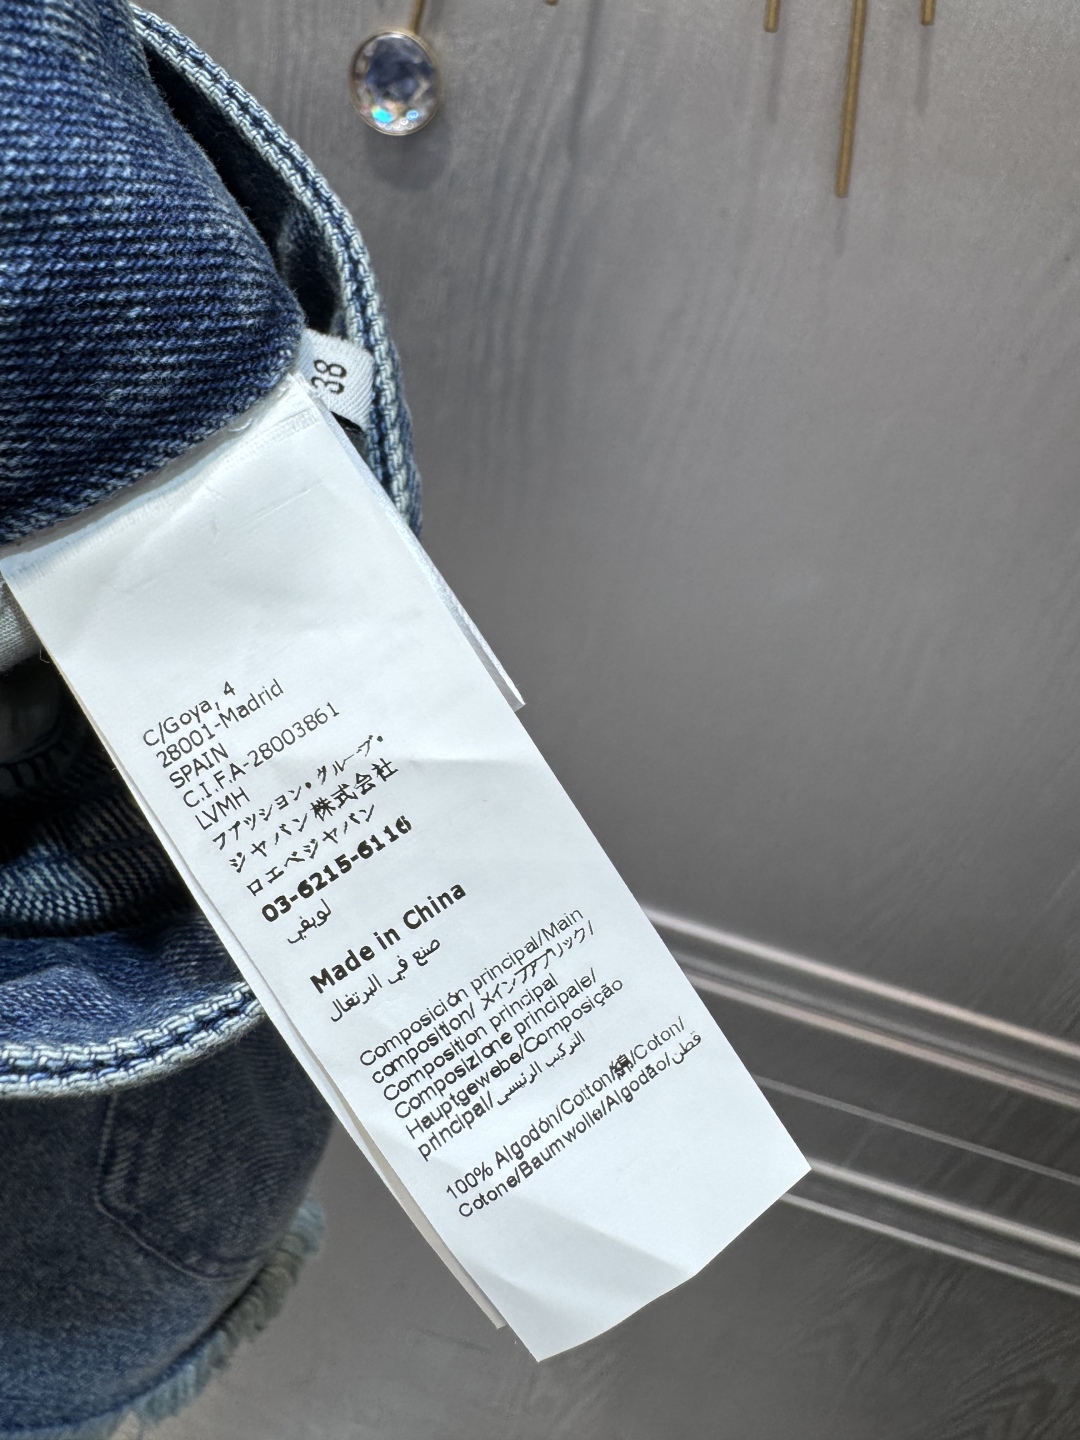 38
C/Goya, 4
28001-Madrid
SPAIN
C.I.F.A-28003861
LVMH
ファッション・グループ・
ジャパン株式会社
ロエベジャパン
03-6215-6116
لويفي
Made in China
صنع في البرتغال
Composición principal/Main
composition/メインファブリック/
Composition principal
Composizione principale/
Hauptgewebe/Composição
principal/التركيب الرئيسي
100% Algodón/Cotton/綿/Coton/
Cotone/Baumwolle/Algodão/قطن